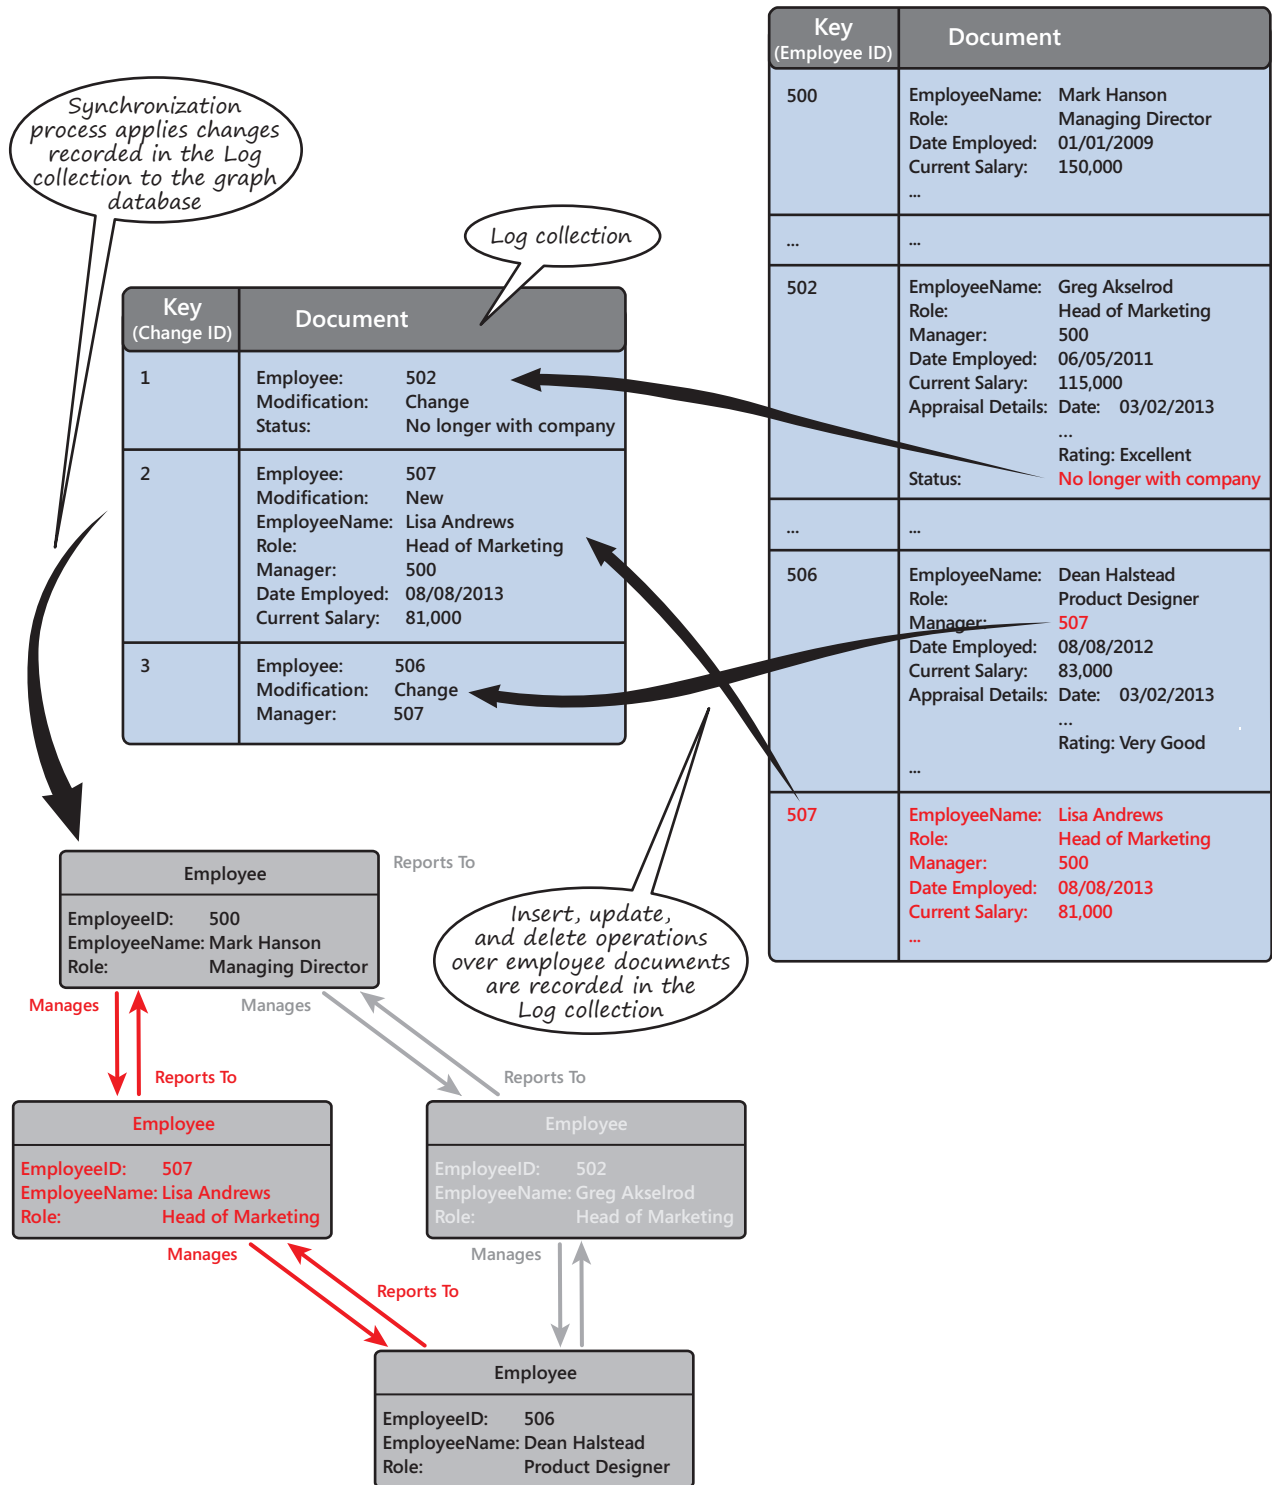 Key
(Employee ID)
Document
500
EmployeeName: Mark Hanson
Role: Managing Director
Date Employed: 01/01/2009
Current Salary: 150,000
...
... ...
502
EmployeeName: Greg Akselrod
Role: Head of Marketing
Manager: 500
Date Employed: 06/05/2011
Current Salary: 115,000
Appraisal Details: Date: 03/02/2013
...
Rating: Excellent
Status: No longer with company
... ...
506
EmployeeName: Dean Halstead
Role: Product Designer
Manager: 507
Date Employed: 08/08/2012
Current Salary: 83,000
Appraisal Details: Date: 03/02/2013
...
Rating: Very Good
...
507
EmployeeName: Lisa Andrews
Role: Head of Marketing
Manager: 500
Date Employed: 08/08/2013
Current Salary: 81,000
...
Synchronization
process applies changes
recorded in the Log
collection to the graph
database
Log collection
Key
(Change ID)
Document
1
Employee: 502
Modification: Change
Status: No longer with company
2
Employee: 507
Modification: New
EmployeeName: Lisa Andrews
Role: Head of Marketing
Manager: 500
Date Employed: 08/08/2013
Current Salary: 81,000
3
Employee: 506
Modification: Change
Manager: 507
Insert, update,
and delete operations
over employee documents
are recorded in the
Log collection
Employee
EmployeeID: 500
EmployeeName: Mark Hanson
Role: Managing Director
Reports To
Manages
Manages
Reports To
Reports To
Employee
EmployeeID: 507
EmployeeName: Lisa Andrews
Role: Head of Marketing
Employee
EmployeeID: 502
EmployeeName: Greg Akselrod
Role: Head of Marketing
Manages
Manages
Reports To
Employee
EmployeeID: 506
EmployeeName: Dean Halstead
Role: Product Designer